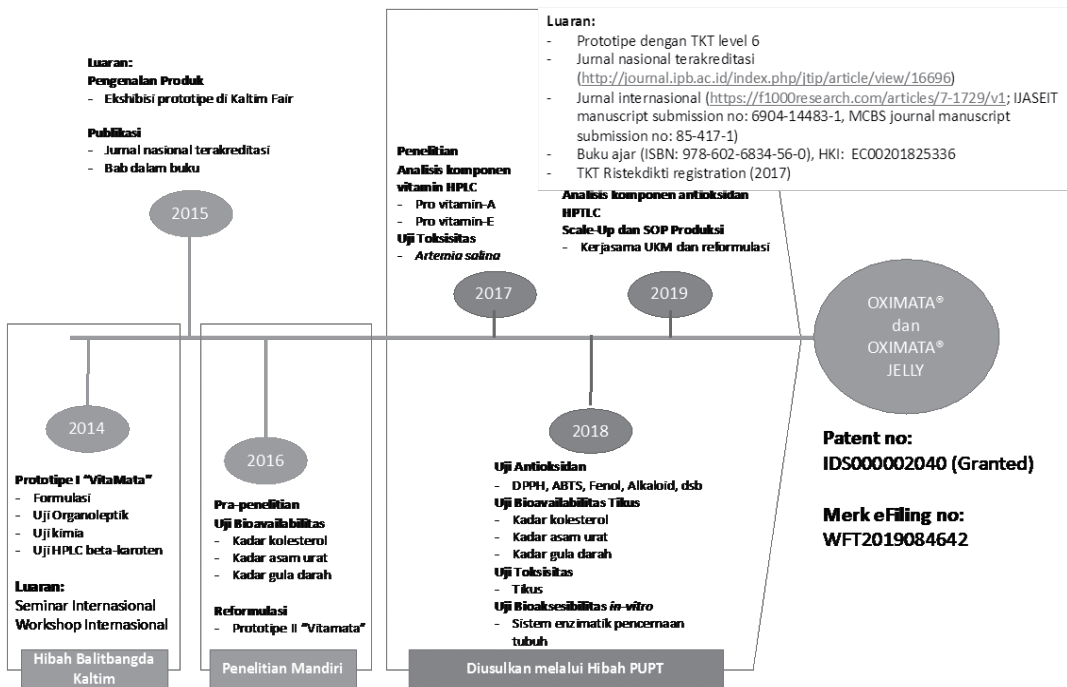 Luaran:
Pengenalan Produk
- Ekshibisi prototipe di Kaltim Fair
Publikasi
- Jurnal nasional terakreditasi
- Bab dalam buku
2015
Luaran:
- Prototipe dengan TKT level 6
- Jurnal nasional terakreditasi
(http://journal.ipb.ac.id/index.php/jtip/article/view/16696)
- Jurnal internasional (https://f1000research.com/articles/7-1729/v1; IJASEIT
manuscript submission no: 6904-14483-1, MCBS journal manuscript
submission no: 85-417-1)
- Buku ajar (ISBN: 978-602-6834-56-0), HKI: EC00201825336
- TKT Ristekdikti registration (2017)
Penelitian
Analisis komponen
vitamin HPLC
- Pro vitamin-A
- Pro vitamin-E
Uji Toksisitas
- Artemia salina
2017
Analisis komponen antioksidan
HPTLC
Scale-Up dan SOP Produksi
- Kerjasama UKM dan reformulasi
2019
OXIMATA®
dan
OXIMATA®
JELLY
2014
Prototipe I "VitaMata"
- Formulasi
- Uji Organoleptik
- Uji kimia
- Uji HPLC beta-karoten
Luaran:
Seminar Internasional
Workshop Internasional
Hibah Balitbangda
Kaltim
2016
Pra-penelitian
Uji Bioavailabilitas
- Kadar kolesterol
- Kadar asam urat
- Kadar gula darah
Reformulasi
- Prototipe II "Vitamata"
Penelitian Mandiri
2018
Uji Antioksidan
- DPPH, ABTS, Fenol, Alkaloid, dsb
Uji Bioavailabilitas Tikus
- Kadar kolesterol
- Kadar asam urat
- Kadar gula darah
Uji Toksisitas
- Tikus
Uji Bioaksesibilitas in-vitro
- Sistem enzimatik pencernaan
tubuh
Diusulkan melalui Hibah PUPT
Patent no:
IDS000002040 (Granted)
Merk eFiling no:
WFT2019084642